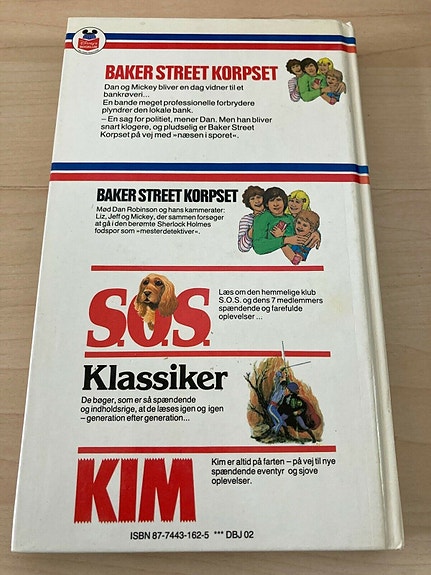 BAKER STREET KORPSET
Dan og Mickey bliver en dag vidner til et
bankrøveri...
En bande meget professionelle forbrydere
plyndrer den lokale bank.
– En sag for politiet, mener Dan. Men han bliver
snart klogere, og pludselig er Baker Street
Korpset på vej med »næsen i sporet«.
BAKER STREET KORPSET
Mød Dan Robinson og hans kammerater:
Liz, Jeff og Mickey, der sammen forsøger
at gå i den berømte Sherlock Holmes
fodspor som »mesterdetektiver«.
S.O.S.
Læs om den hemmelige klub
S.O.S. og dens 7 medlemmers
spændende og farefulde
oplevelser ...
Klassiker
De bøger, som er så spændende
og indholdsrige, at de læses igen og igen
– generation efter generation...
KIM
Kim er altid på farten – på vej til nye
spændende eventyr og sjove
oplevelser.
ISBN 87-7443-162-5 *** DBJ 02